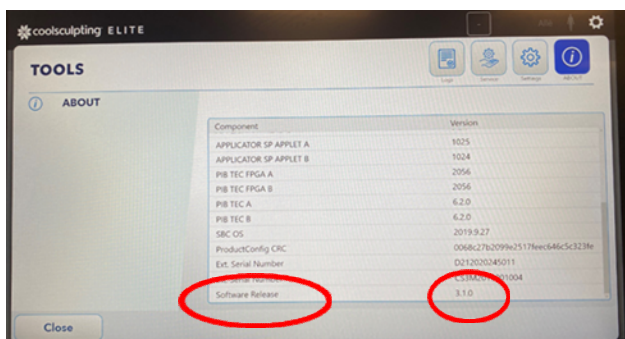 coolsculpting ELITE
TOOLS
Logs Service Settings ABOUT
ABOUT
Component Version
APPLICATOR SP APPLET A 1025
APPLICATOR SP APPLET B 1024
PIB TEC FPGA A 2056
PIB TEC FPGA B 2056
PIB TEC A 6.2.0
PIB TEC B 6.2.0
SBC OS 2019.9.27
ProductConfig CRC 0068c27b2099e2517feec646c5c323fe
Ext. Serial Number D212020245011
Serial Number
Software Release 3.1.0
Close